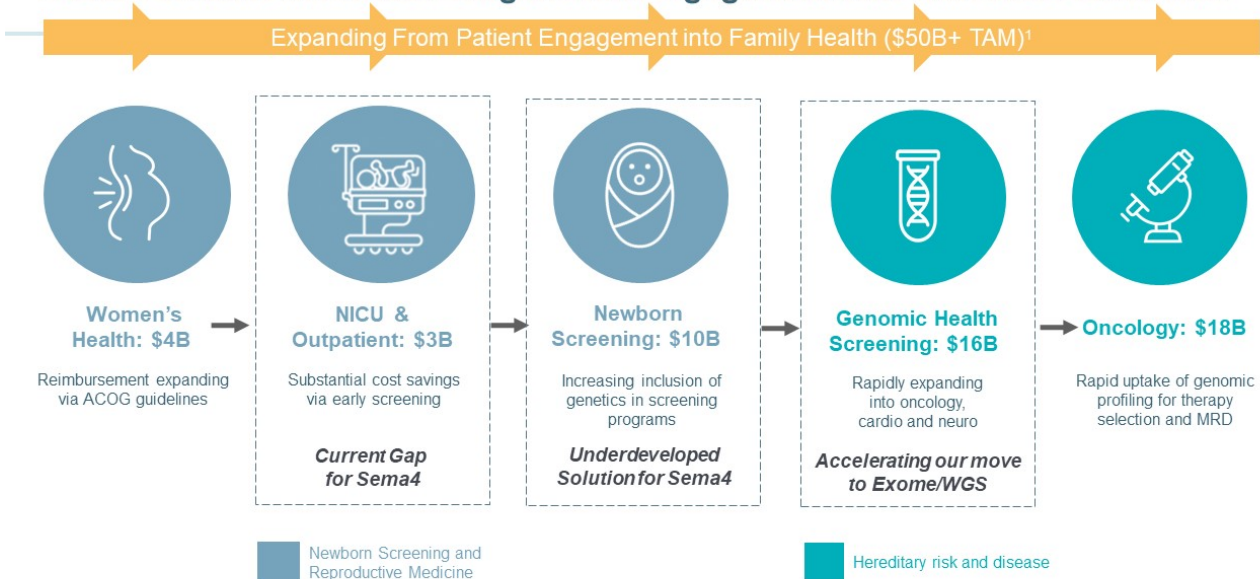 Expanding From Patient Engagement into Family Health ($50B+ TAM)¹
Women's
Health: $4B
Reimbursement expanding
via ACOG guidelines
NICU &
Outpatient: $3B
Substantial cost savings
via early screening
Current Gap
for Sema4
Newborn
Screening: $10B
Increasing inclusion of
genetics in screening
programs
Underdeveloped
Solution for Sema4
Genomic Health
Screening: $16B
Rapidly expanding
into oncology,
cardio and neuro
Accelerating our move
to Exome/WGS
Oncology: $18B
Rapid uptake of genomic
profiling for therapy
selection and MRD
Newborn Screening and
Reproductive Medicine
Hereditary risk and disease